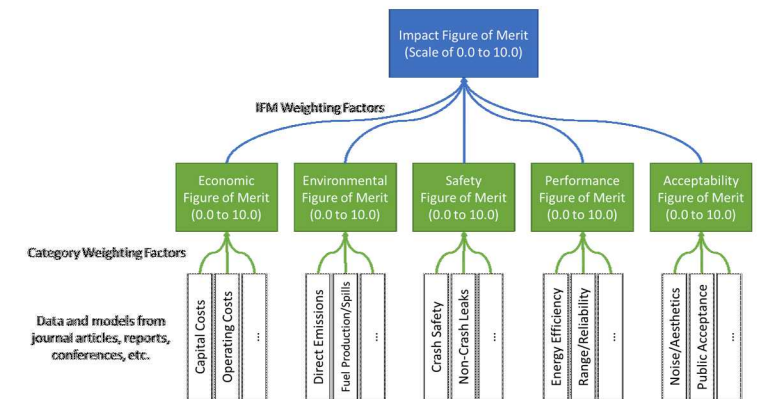 Impact Figure of Merit
(Scale of 0.0 to 10.0)
IFM Weighting Factors
Economic
Figure of Merit
(0.0 to 10.0)
Environmental
Figure of Merit
(0.0 to 10.0)
Safety
Figure of Merit
(0.0 to 10.0)
Performance
Figure of Merit
(0.0 to 10.0)
Acceptability
Figure of Merit
(0.0 to 10.0)
Category Weighting Factors
Data and models from
journal articles, reports,
conferences, etc.
Capital Costs
Operating Costs
...
Direct Emissions
Fuel Production/Spills
...
Crash Safety
Non-Crash Leaks
...
Energy Efficiency
Range/Reliability
...
Noise/Aesthetics
Public Acceptance
...